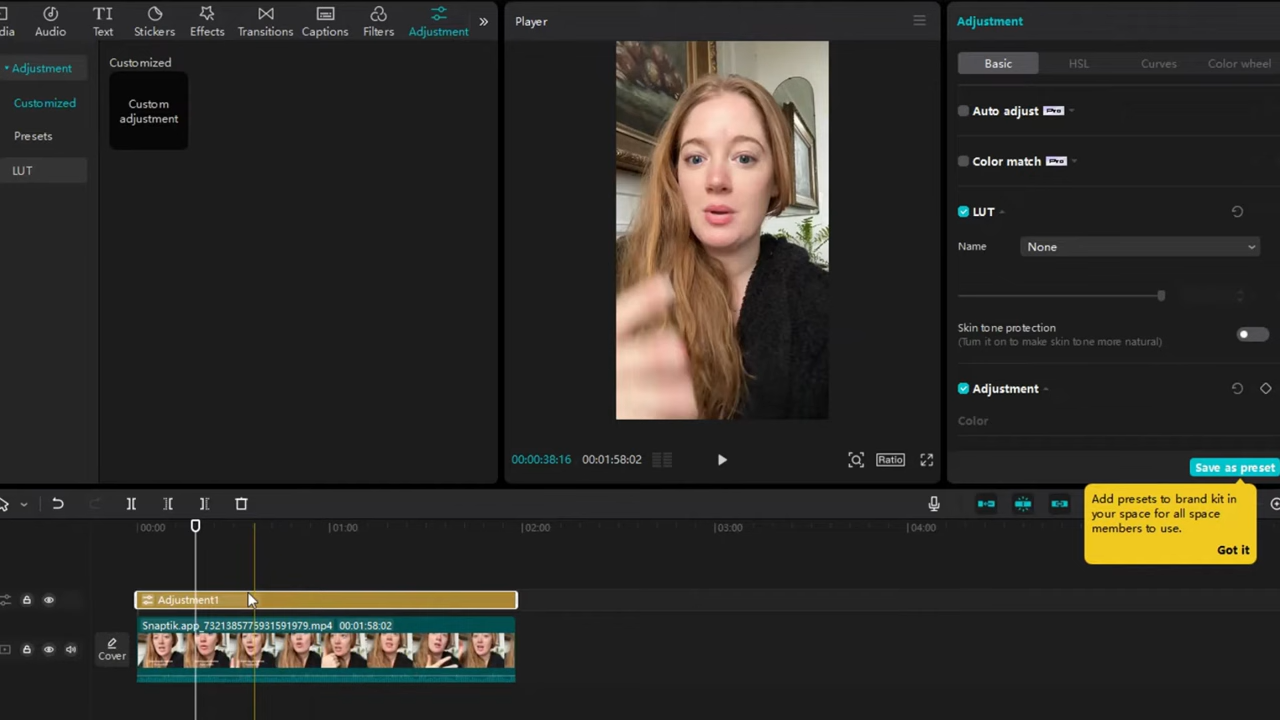 dia
Audio
Text
Stickers
Effects
Transitions
Captions
Filters
Adjustment
Player
Adjustment
Adjustment
Customized
Presets
LUT
Customized
Custom
adjustment
Basic
HSL
Curves
Color wheel
Auto adjust Pro
Color match Pro
LUT
Name
None
Skin tone protection
(Turn it on to make skin tone more natural)
Adjustment
Color
00:00:38:16
00:01:58:02
Ratio
Save as preset
Add presets to brand kit in
your space for all space
members to use.
Got it
00:00
01:00
02:00
03:00
04:00
Adjustment1
Snaptik.app_7321385775931591979.mp4 00:01:58:02
Cover